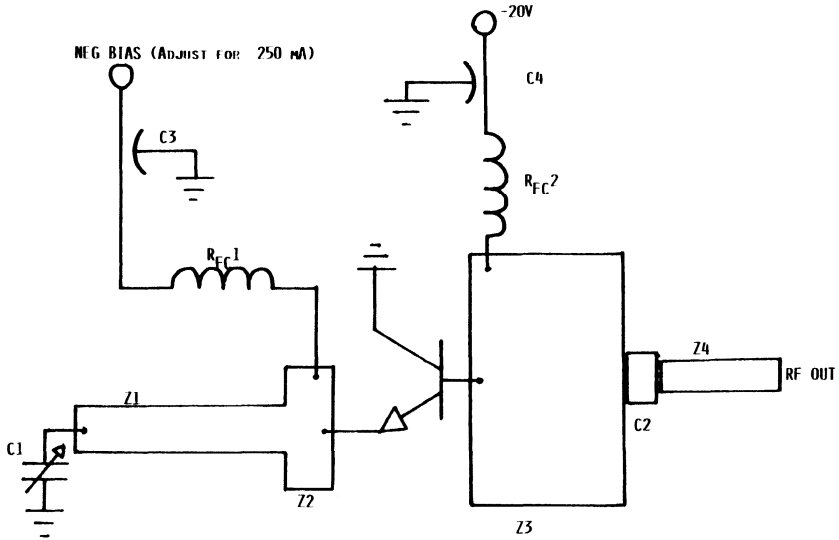 -20V
NEG BIAS (ADJUST FOR 250 MA)
C4
C3
RFC2
RFC1
Z1
Z4
RF OUT
C1
C2
Z2
Z3